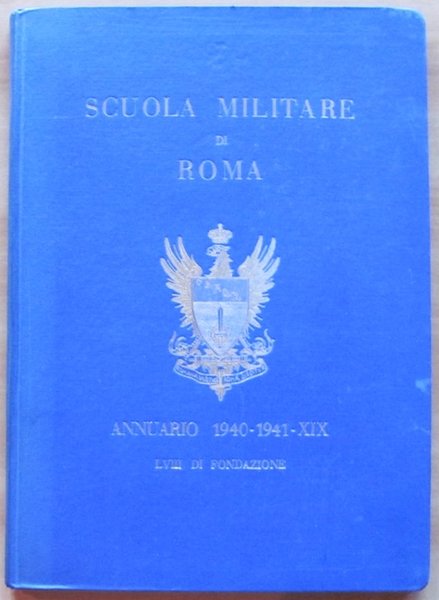 SCUOLA MILITARE
DI
ROMA
ANNUARIO 1940-1941-XIX
LVIII DI FONDAZIONE